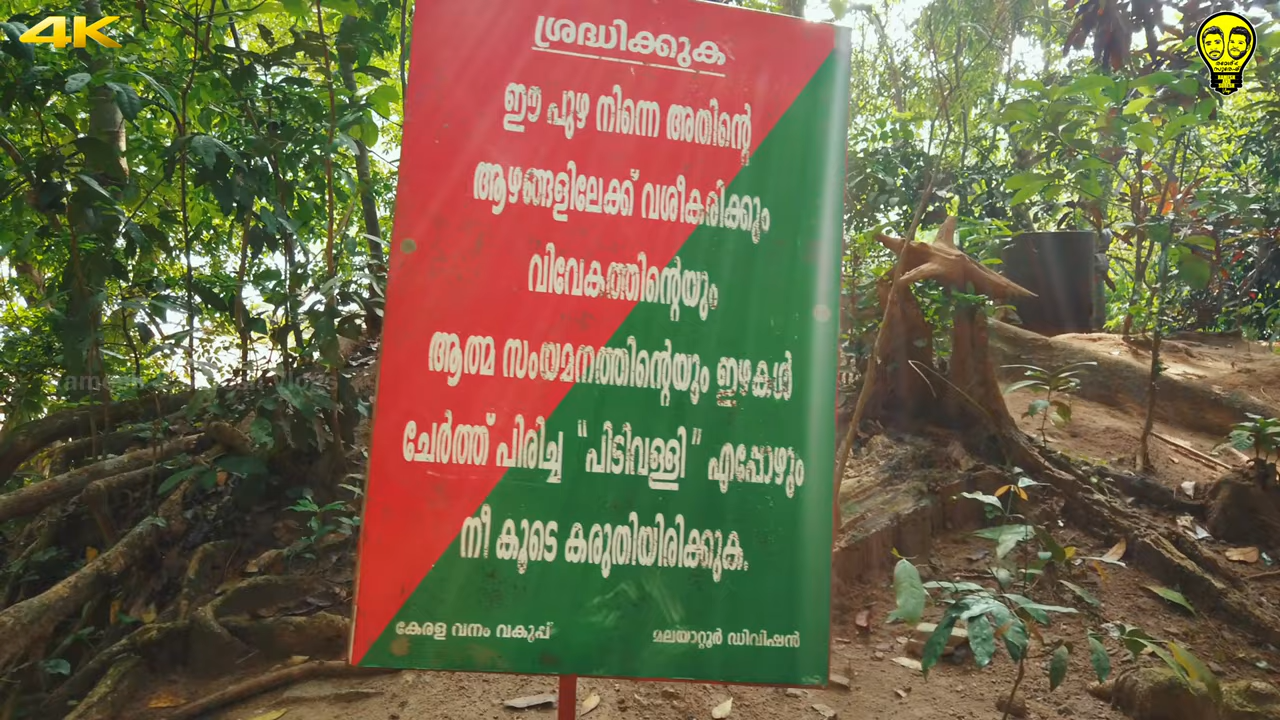 4K
ശ്രദ്ധിക്കുക
ഈ പുഴ നിന്നെ അതിന്റെ
ആഴങ്ങളിലേക്ക് വശീകരിക്കും
വിവേകത്തിന്റെയും
ആത്മ സംയമനത്തിന്റെയും ഇഴകൾ
ചേർത്ത് പിരിച്ച "പിടിവള്ളി" എപ്പോഴും
നീ കൂടെ കരുതിയിരിക്കുക.
കേരള വനം വകുപ്പ് മലയാറ്റൂർ ഡിവിഷൻ